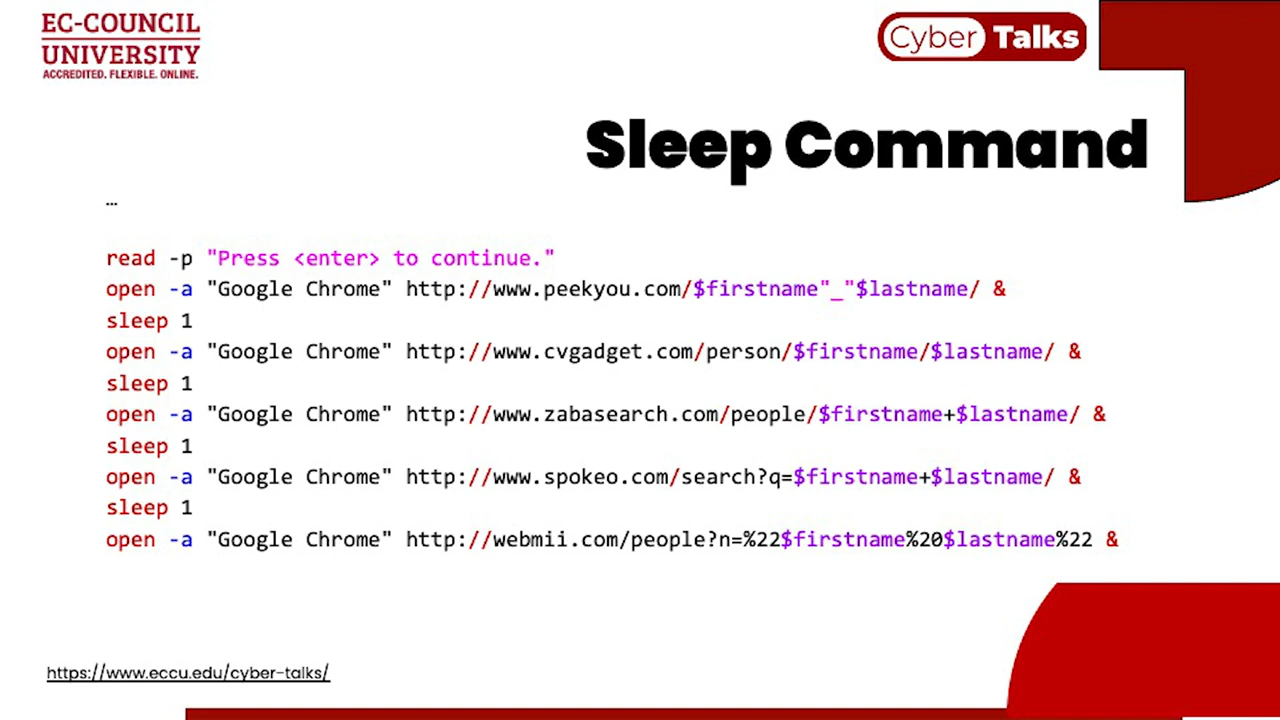 EC-COUNCIL
UNIVERSITY
ACCREDITED. FLEXIBLE. ONLINE.
Cyber Talks
Sleep Command
…
read -p "Press <enter> to continue."
open -a "Google Chrome" http://www.peekyou.com/$firstname"_"$lastname/ &
sleep 1
open -a "Google Chrome" http://www.cvgadget.com/person/$firstname/$lastname/ &
sleep 1
open -a "Google Chrome" http://www.zabasearch.com/people/$firstname+$lastname/ &
sleep 1
open -a "Google Chrome" http://www.spokeo.com/search?q=$firstname+$lastname/ &
sleep 1
open -a "Google Chrome" http://webmii.com/people?n=%22$firstname%20$lastname%22 &
https://www.eccu.edu/cyber-talks/